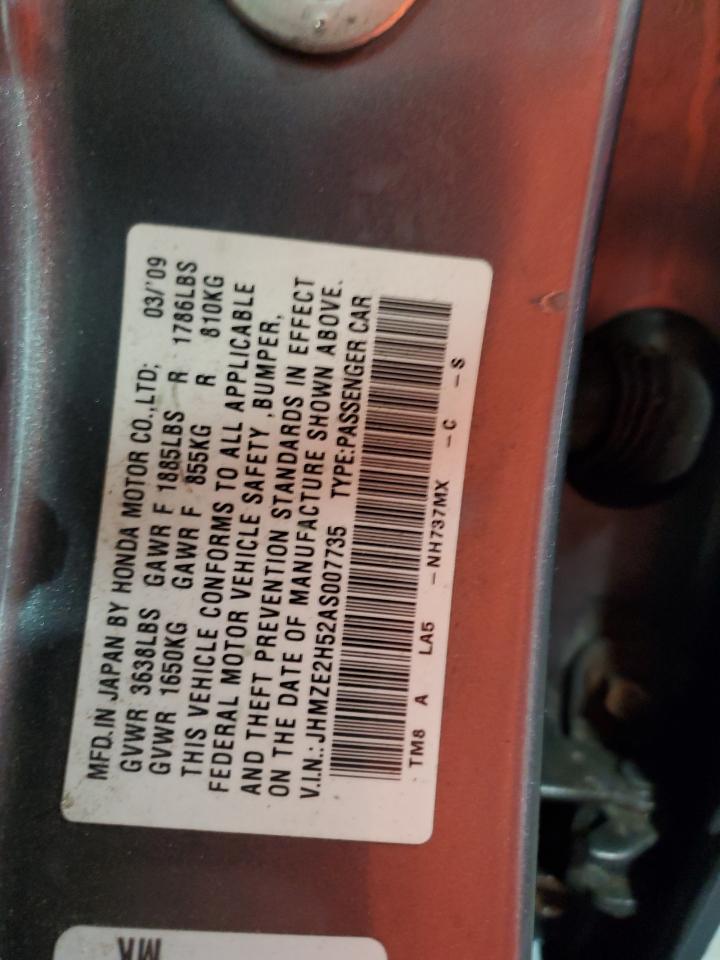 MFD. IN JAPAN BY HONDA MOTOR CO.,LTD; 03/'09
GVWR 3638LBS GAWR F 1885LBS R 1786LBS
GVWR 1650KG GAWR F 855KG R 810KG
THIS VEHICLE CONFORMS TO ALL APPLICABLE
FEDERAL MOTOR VEHICLE SAFETY ,BUMPER,
AND THEFT PREVENTION STANDARDS IN EFFECT
ON THE DATE OF MANUFACTURE SHOWN ABOVE.
V.I.N.: JHMZE2H52AS007735 TYPE:PASSENGER CAR
TM8 A LA5 -NH737MX -C -S
MA